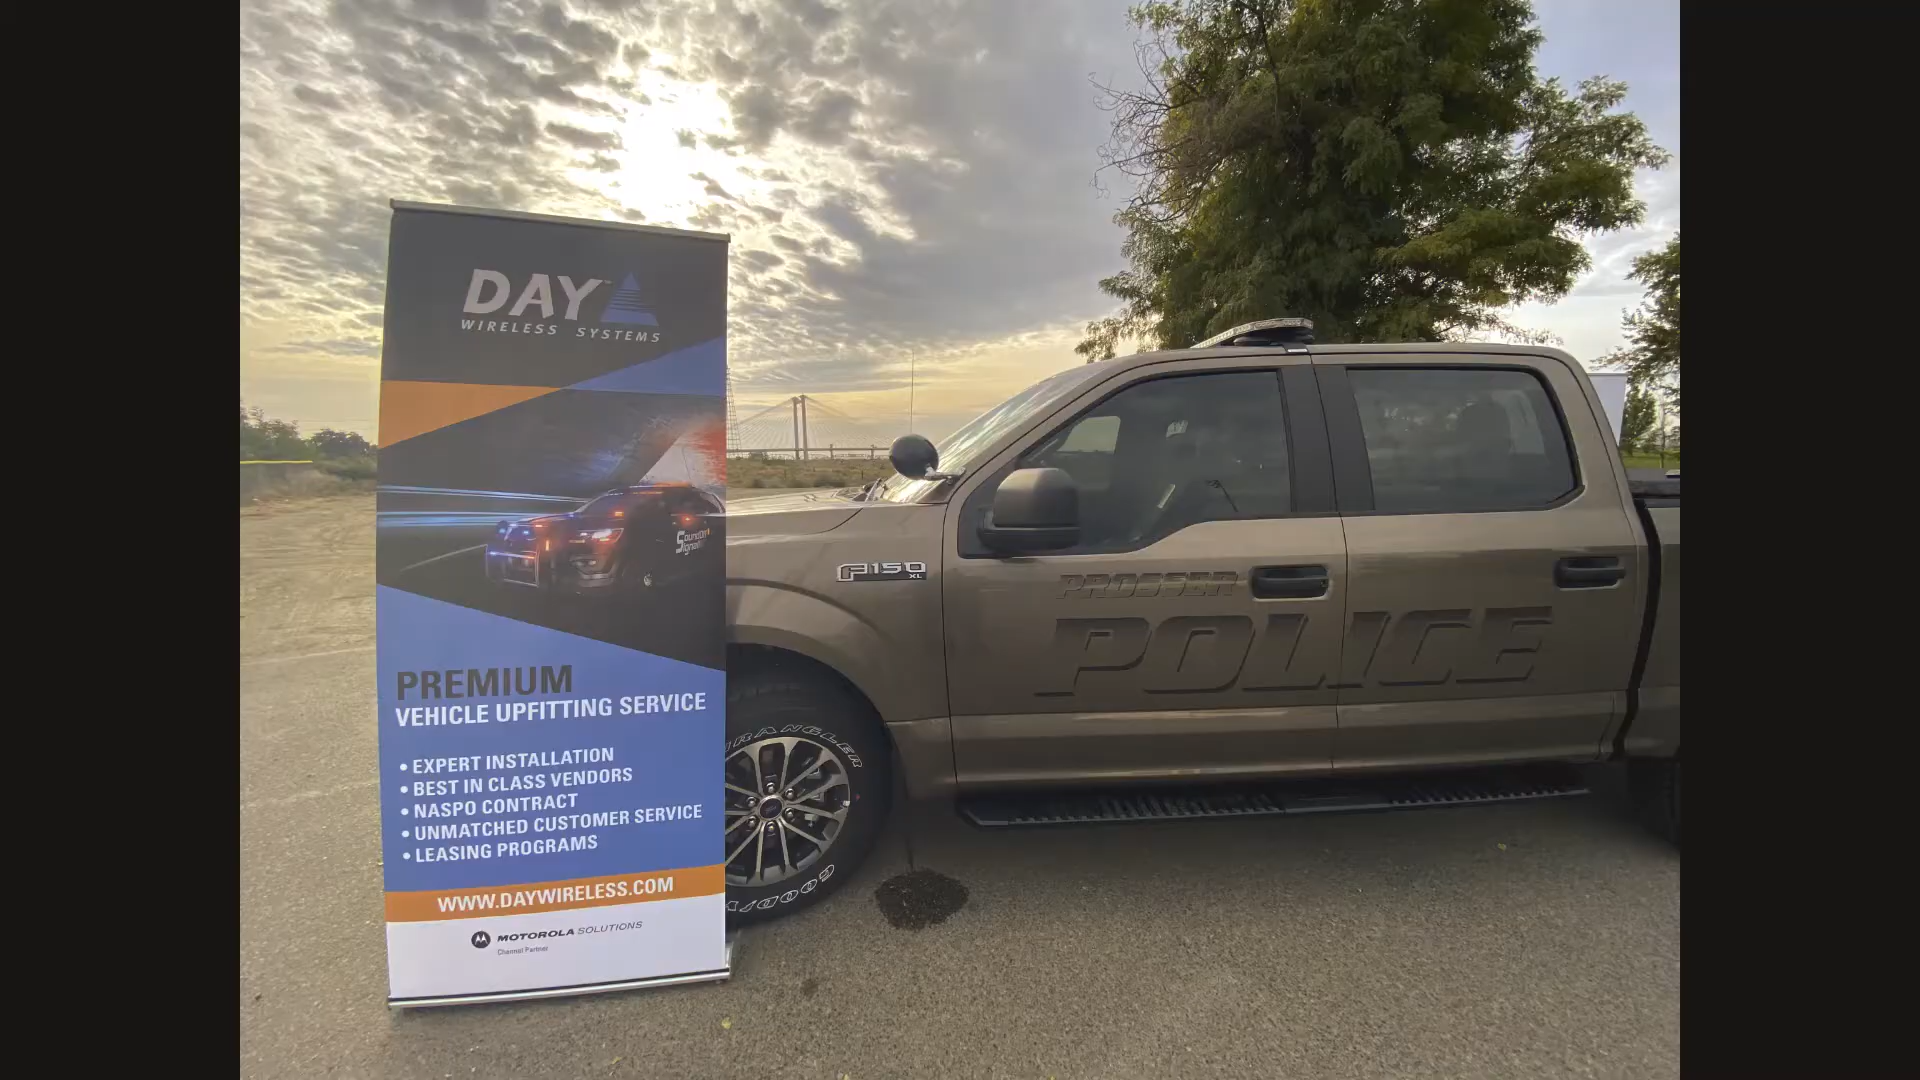 DAY™
WIRELESS SYSTEMS
PREMIUM
VEHICLE UPFITTING SERVICE
• EXPERT INSTALLATION
• BEST IN CLASS VENDORS
• NASPO CONTRACT
• UNMATCHED CUSTOMER SERVICE
• LEASING PROGRAMS
WWW.DAYWIRELESS.COM
MOTOROLA SOLUTIONS
Channel Partner
F150
XL
PROSSER
POLICE
WRANGLER
GOODYEAR